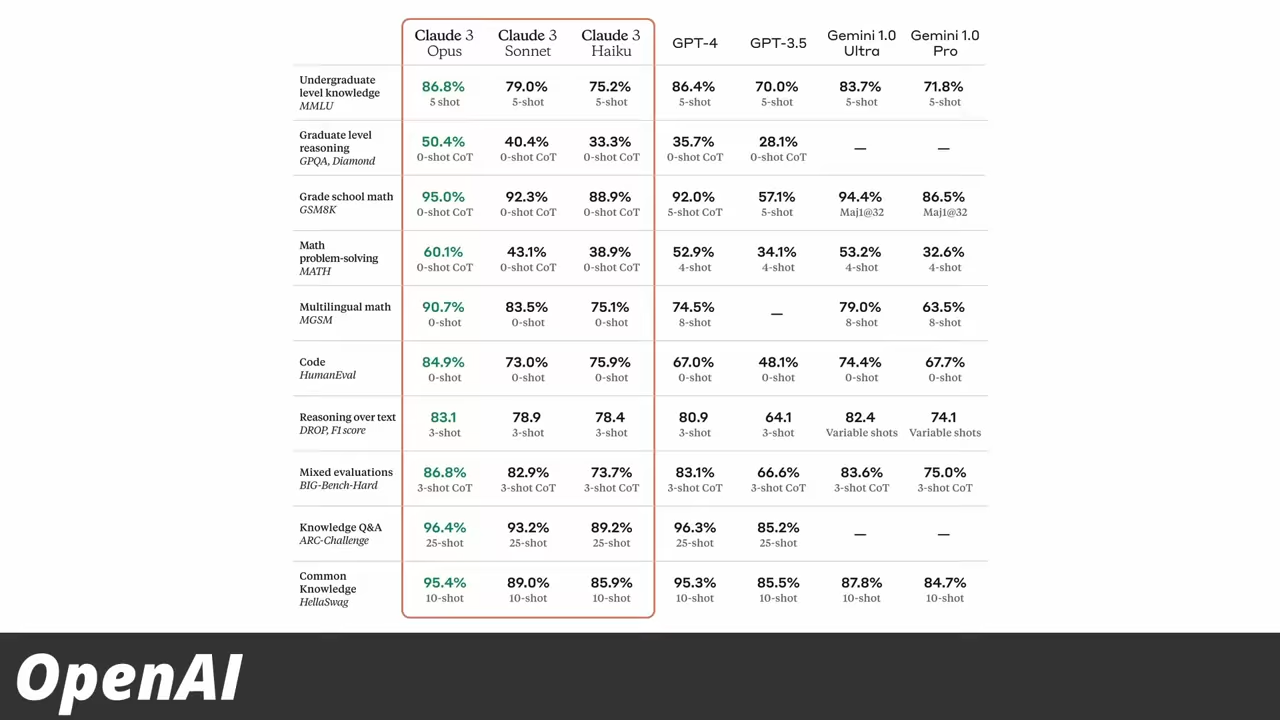 Claude 3 Claude 3 Claude 3 GPT-4 GPT-3.5 Gemini 1.0 Gemini 1.0
Opus Sonnet Haiku Ultra Pro
Undergraduate
level knowledge
MMLU
86.8% 79.0% 75.2% 86.4% 70.0% 83.7% 71.8%
5 shot 5-shot 5-shot 5-shot 5-shot 5-shot 5-shot
Graduate level
reasoning
GPQA, Diamond
50.4% 40.4% 33.3% 35.7% 28.1% — —
0-shot CoT 0-shot CoT 0-shot CoT 0-shot CoT 0-shot CoT
Grade school math
GSM8K
95.0% 92.3% 88.9% 92.0% 57.1% 94.4% 86.5%
0-shot CoT 0-shot CoT 0-shot CoT 5-shot CoT 5-shot Maj1@32 Maj1@32
Math
problem-solving
MATH
60.1% 43.1% 38.9% 52.9% 34.1% 53.2% 32.6%
0-shot CoT 0-shot CoT 0-shot CoT 4-shot 4-shot 4-shot 4-shot
Multilingual math
MGSM
90.7% 83.5% 75.1% 74.5% — 79.0% 63.5%
0-shot 0-shot 0-shot 8-shot 8-shot 8-shot
Code
HumanEval
84.9% 73.0% 75.9% 67.0% 48.1% 74.4% 67.7%
0-shot 0-shot 0-shot 0-shot 0-shot 0-shot 0-shot
Reasoning over text
DROP, F1 score
83.1 78.9 78.4 80.9 64.1 82.4 74.1
3-shot 3-shot 3-shot 3-shot 3-shot Variable shots Variable shots
Mixed evaluations
BIG-Bench-Hard
86.8% 82.9% 73.7% 83.1% 66.6% 83.6% 75.0%
3-shot CoT 3-shot CoT 3-shot CoT 3-shot CoT 3-shot CoT 3-shot CoT 3-shot CoT
Knowledge Q&A
ARC-Challenge
96.4% 93.2% 89.2% 96.3% 85.2% — —
25-shot 25-shot 25-shot 25-shot 25-shot
Common
Knowledge
HellaSwag
95.4% 89.0% 85.9% 95.3% 85.5% 87.8% 84.7%
10-shot 10-shot 10-shot 10-shot 10-shot 10-shot 10-shot
OpenAI